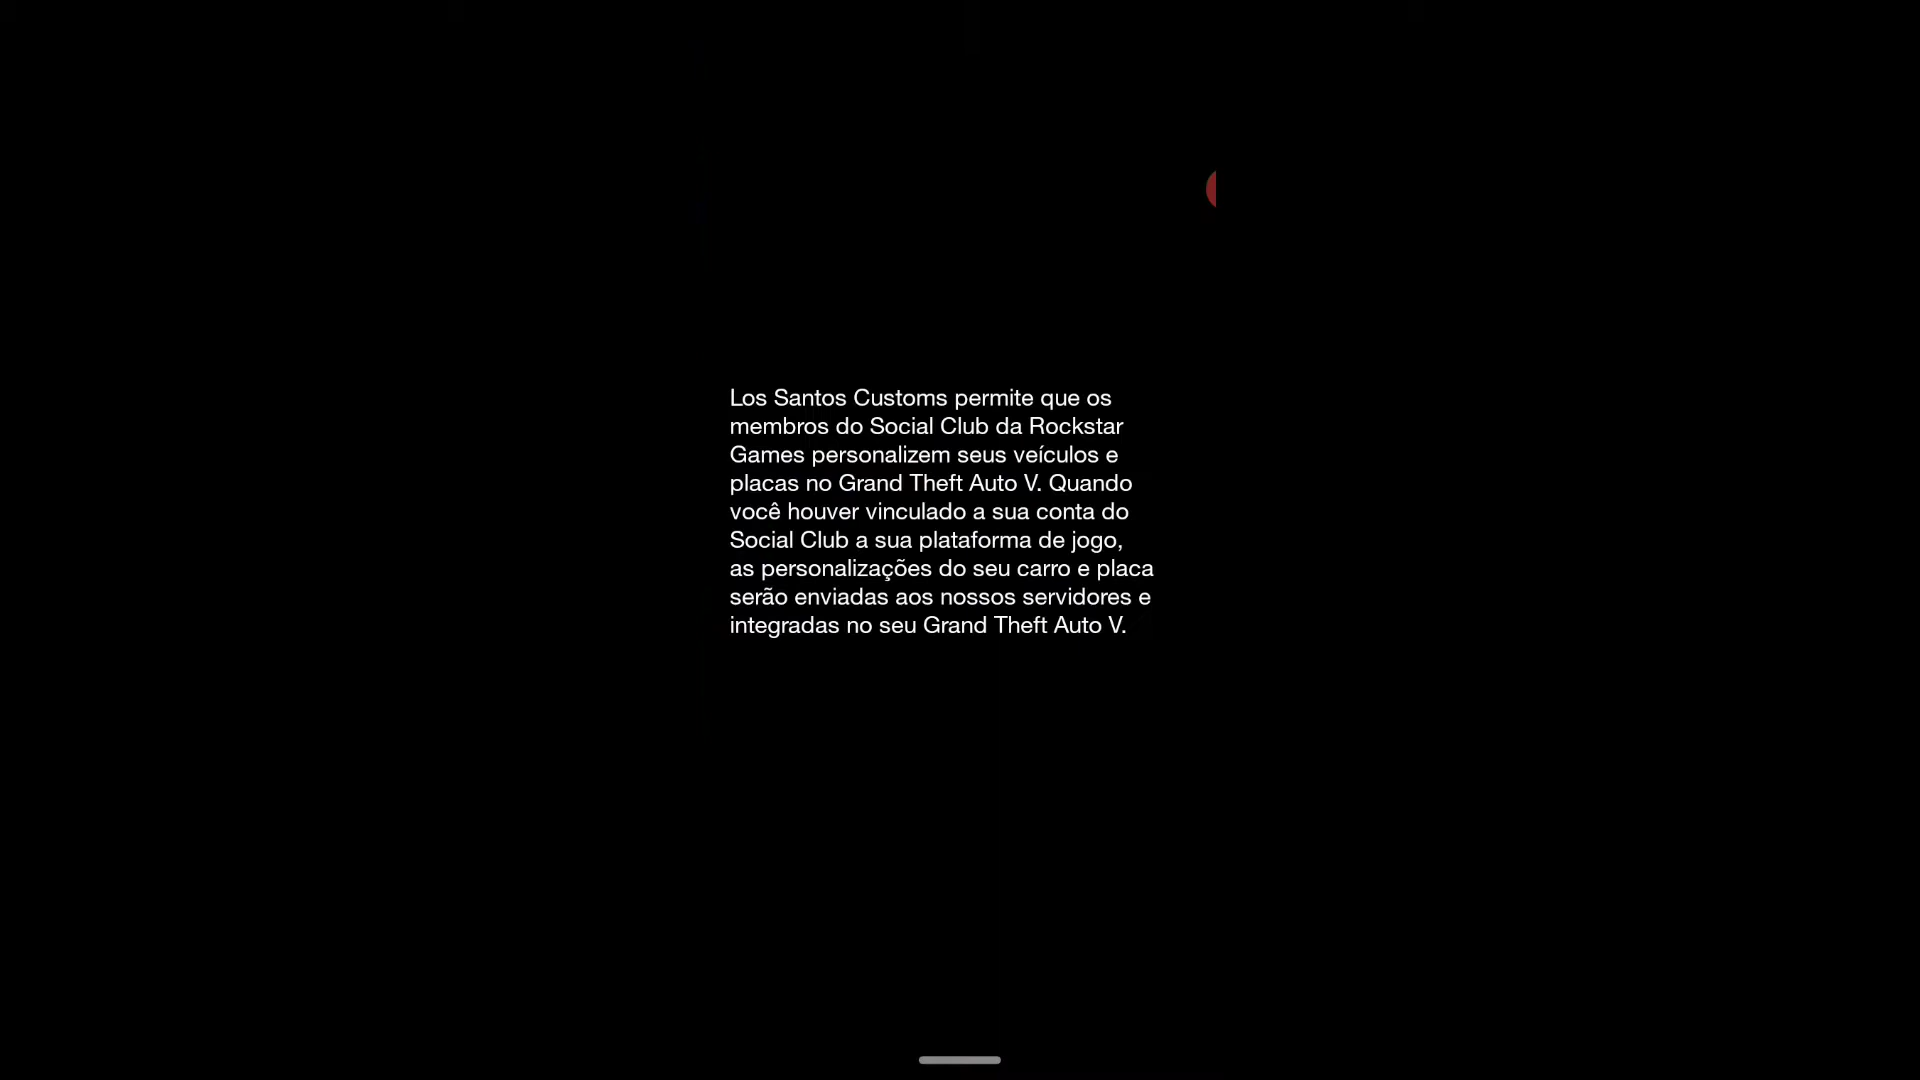 Los Santos Customs permite que os
membros do Social Club da Rockstar
Games personalizem seus veículos e
placas no Grand Theft Auto V. Quando
você houver vinculado a sua conta do
Social Club a sua plataforma de jogo,
as personalizações do seu carro e placa
serão enviadas aos nossos servidores e
integradas no seu Grand Theft Auto V.